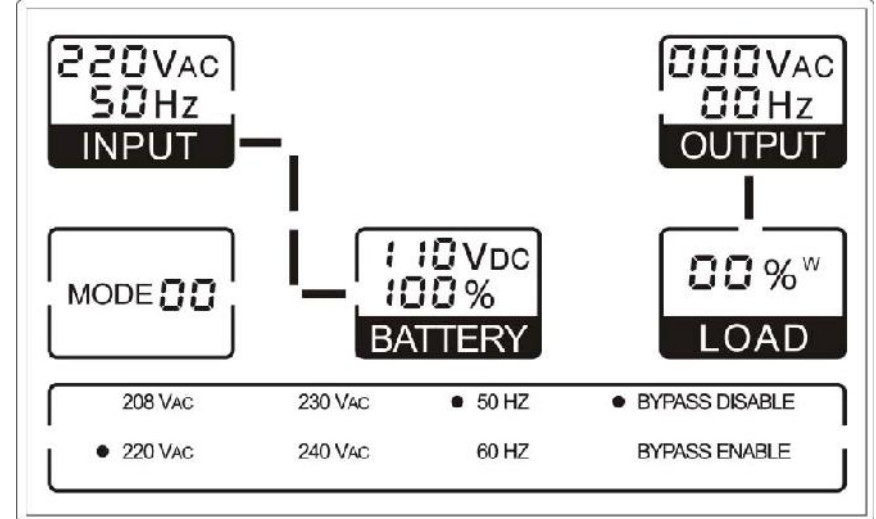 220VAC
50Hz
INPUT
000VAC
00Hz
OUTPUT
MODE 00
110VDC
100%
BATTERY
00%W
LOAD
208 VAC 230 VAC ● 50 HZ ● BYPASS DISABLE
● 220 VAC 240 VAC 60 HZ BYPASS ENABLE